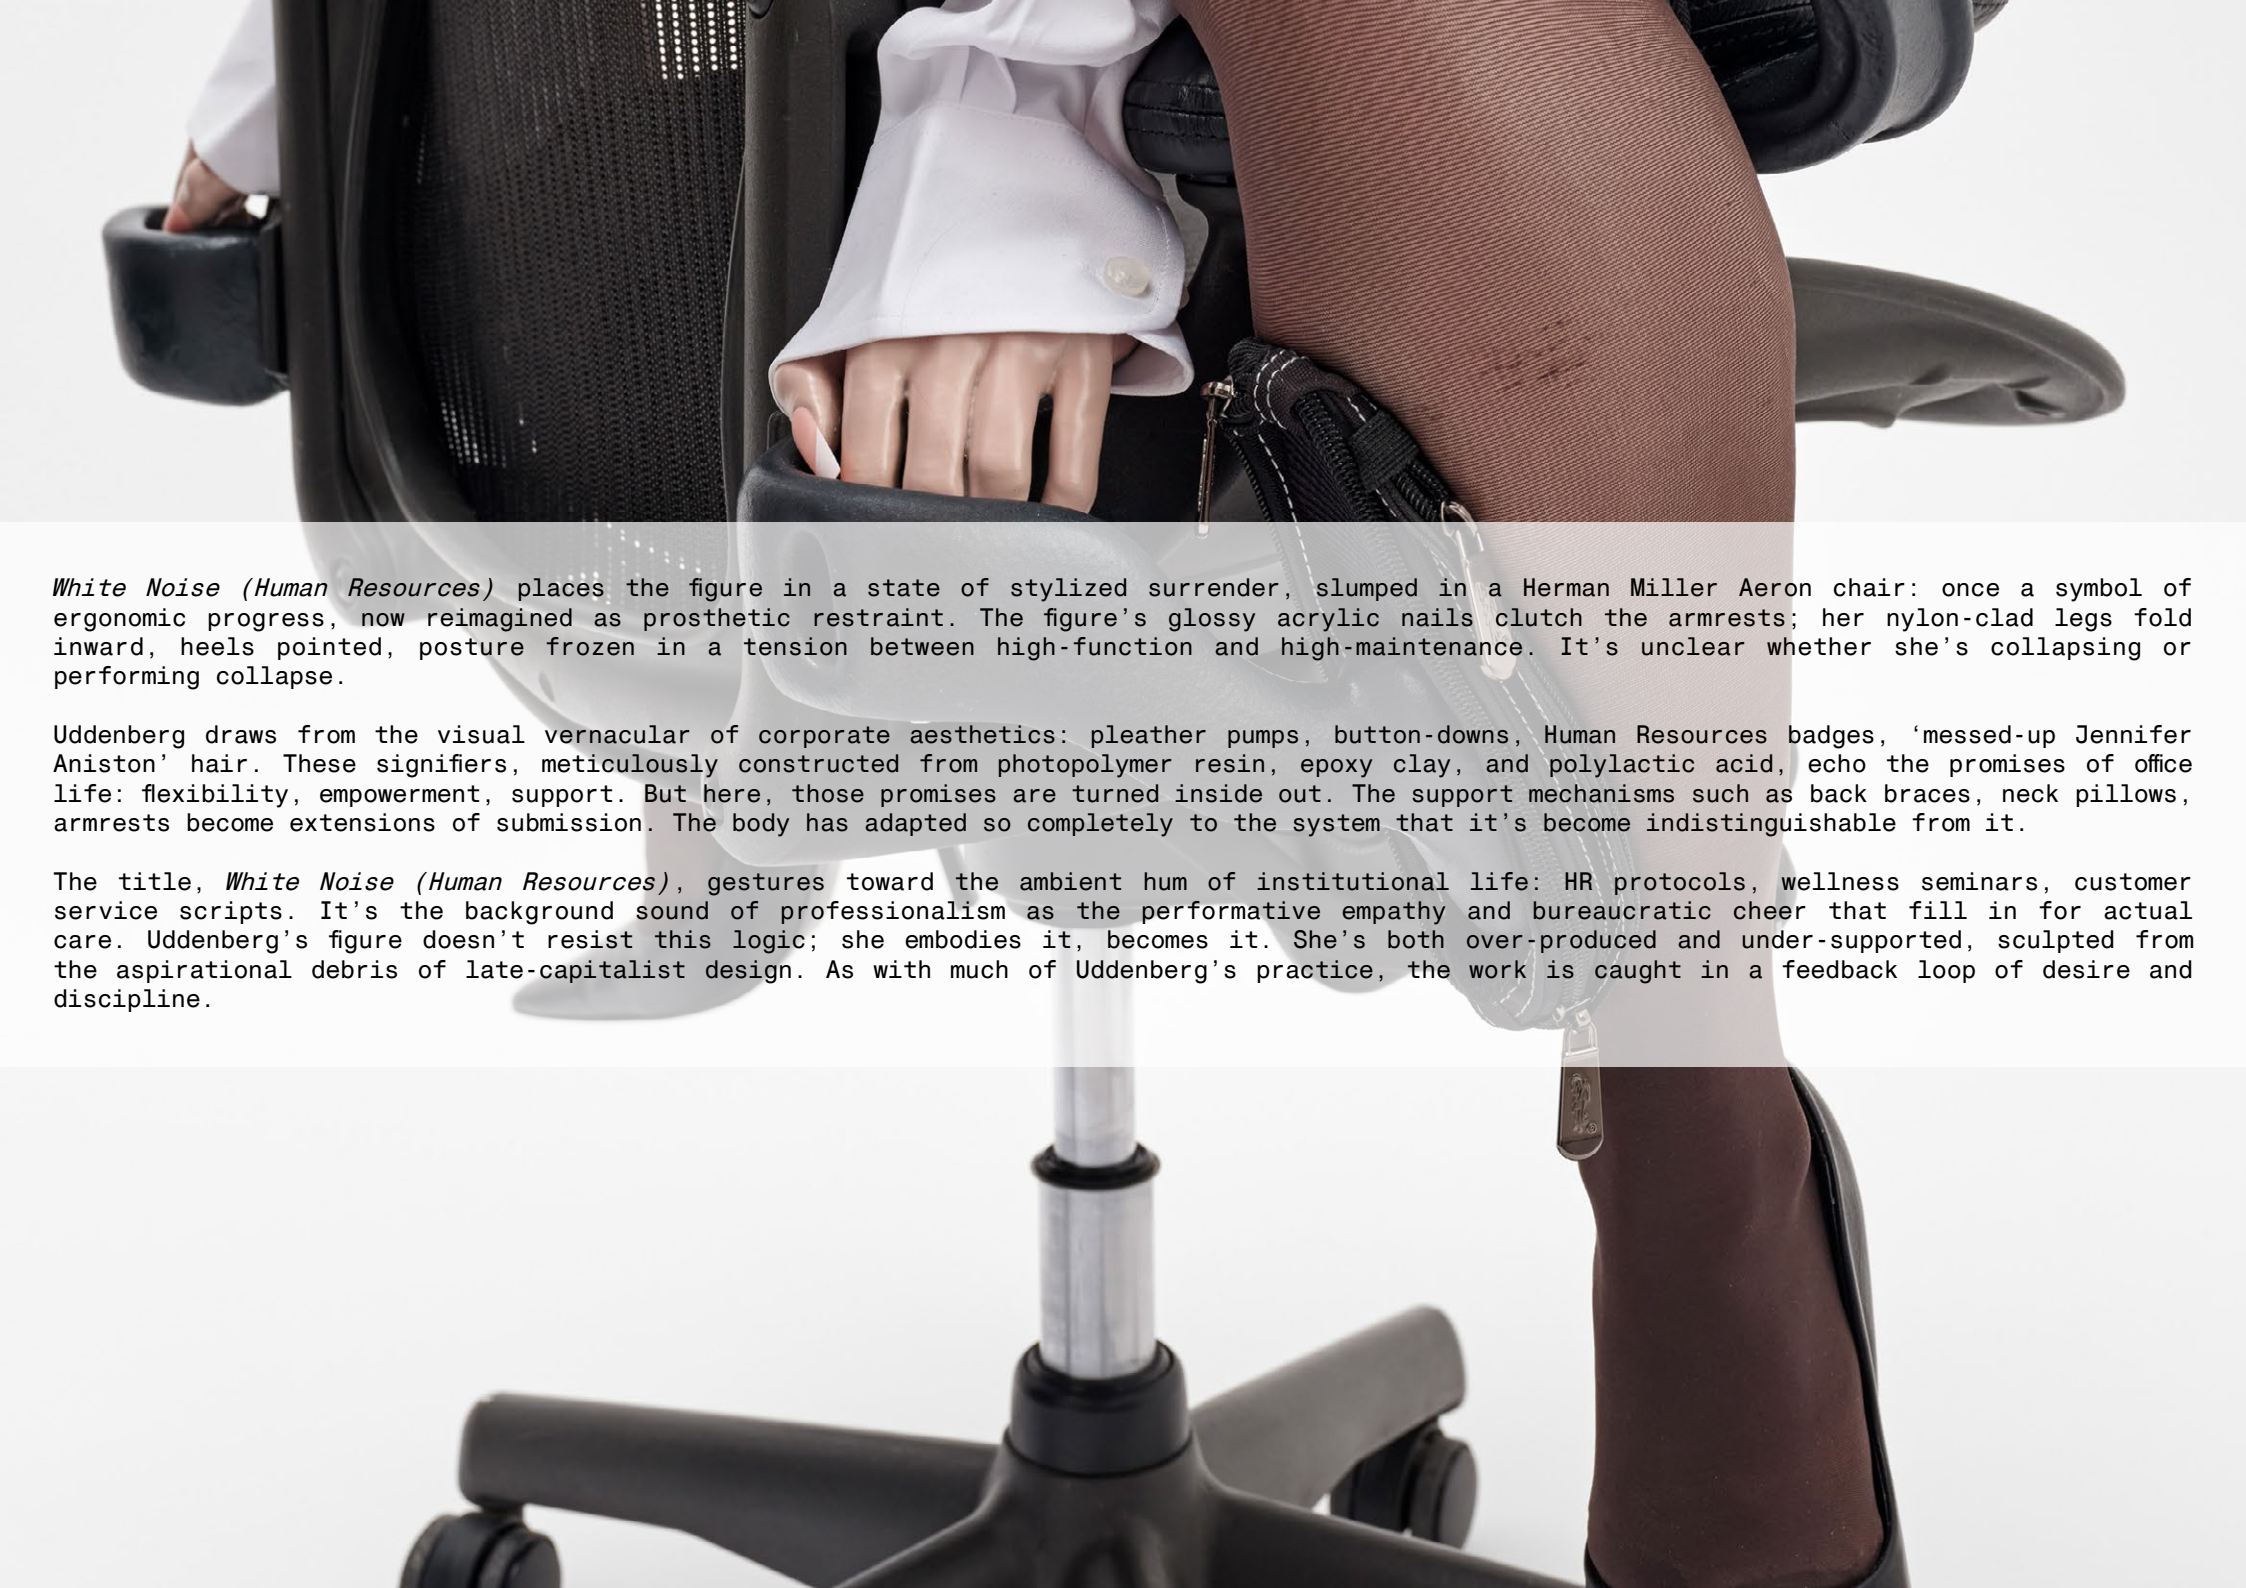 White Noise (Human Resources) places the figure in a state of stylized surrender, slumped in a Herman Miller Aeron chair: once a symbol of
ergonomic progress, now reimagined as prosthetic restraint. The figure’s glossy acrylic nails clutch the armrests; her nylon-clad legs fold
inward, heels pointed, posture frozen in a tension between high-function and high-maintenance. It’s unclear whether she’s collapsing or
performing collapse.
Uddenberg draws from the visual vernacular of corporate aesthetics: pleather pumps, button-downs, Human Resources badges, ‘messed-up Jennifer
Aniston’ hair. These signifiers, meticulously constructed from photopolymer resin, epoxy clay, and polylactic acid, echo the promises of office
life: flexibility, empowerment, support. But here, those promises are turned inside out. The support mechanisms such as back braces, neck pillows,
armrests become extensions of submission. The body has adapted so completely to the system that it’s become indistinguishable from it.
The title, White Noise (Human Resources), gestures toward the ambient hum of institutional life: HR protocols, wellness seminars, customer
service scripts. It’s the background sound of professionalism as the performative empathy and bureaucratic cheer that fill in for actual
care. Uddenberg’s figure doesn’t resist this logic; she embodies it, becomes it. She’s both over-produced and under-supported, sculpted from
the aspirational debris of late-capitalist design. As with much of Uddenberg’s practice, the work is caught in a feedback loop of desire and
discipline.